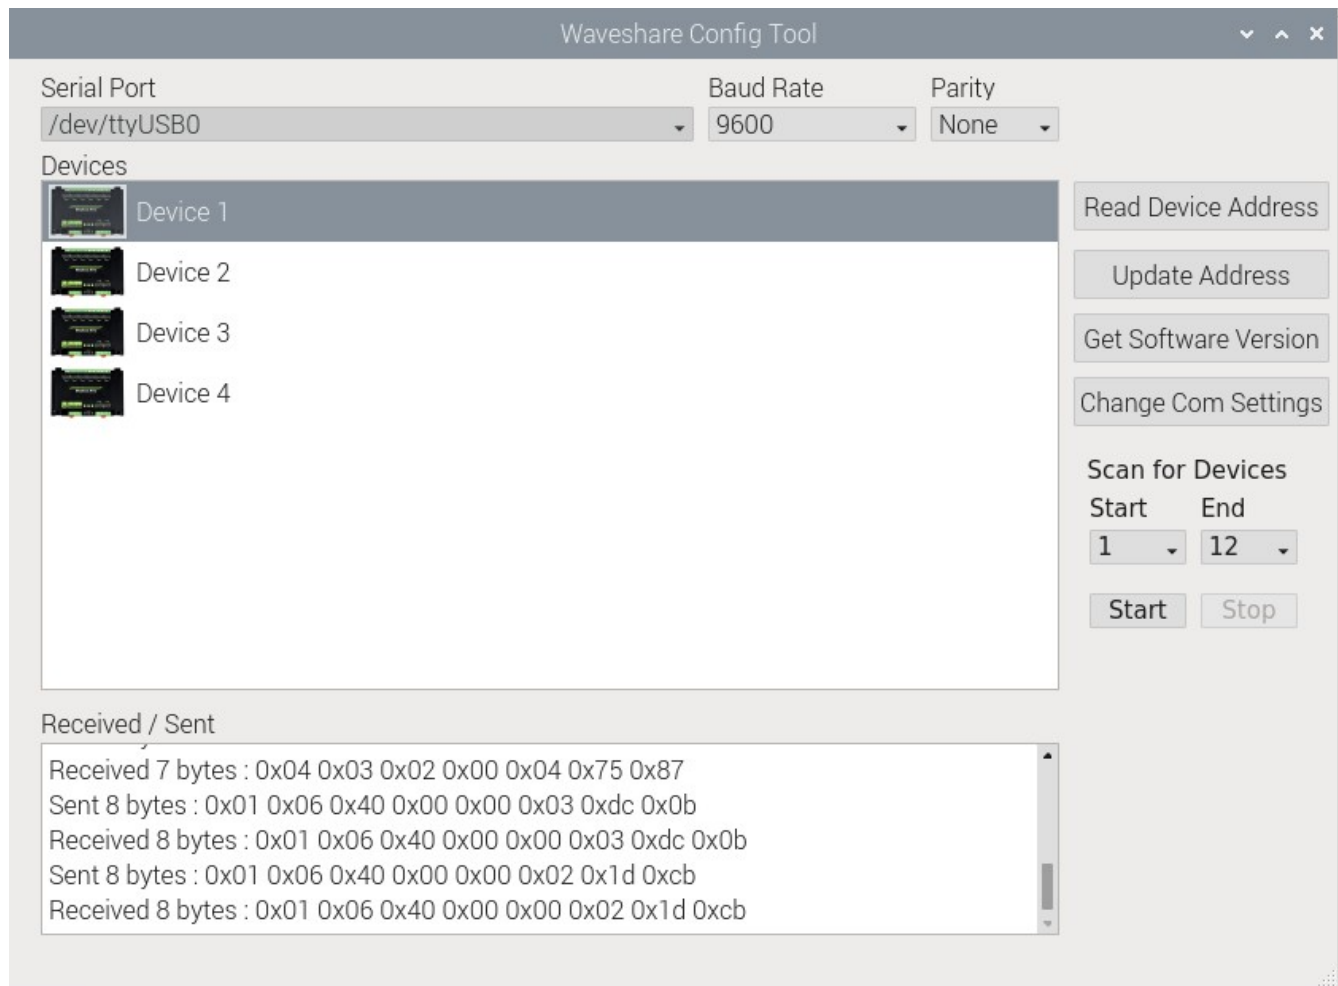 Waveshare Config Tool
Serial Port
Baud Rate
Parity
/dev/ttyUSB0
9600
None
Devices
Device 1
Device 2
Device 3
Device 4
Read Device Address
Update Address
Get Software Version
Change Com Settings
Scan for Devices
Start
End
1
12
Start
Stop
Received / Sent
Received 7 bytes : 0x04 0x03 0x02 0x00 0x04 0x75 0x87
Sent 8 bytes : 0x01 0x06 0x40 0x00 0x00 0x03 0xdc 0x0b
Received 8 bytes : 0x01 0x06 0x40 0x00 0x00 0x03 0xdc 0x0b
Sent 8 bytes : 0x01 0x06 0x40 0x00 0x00 0x02 0x1d 0xcb
Received 8 bytes : 0x01 0x06 0x40 0x00 0x00 0x02 0x1d 0xcb